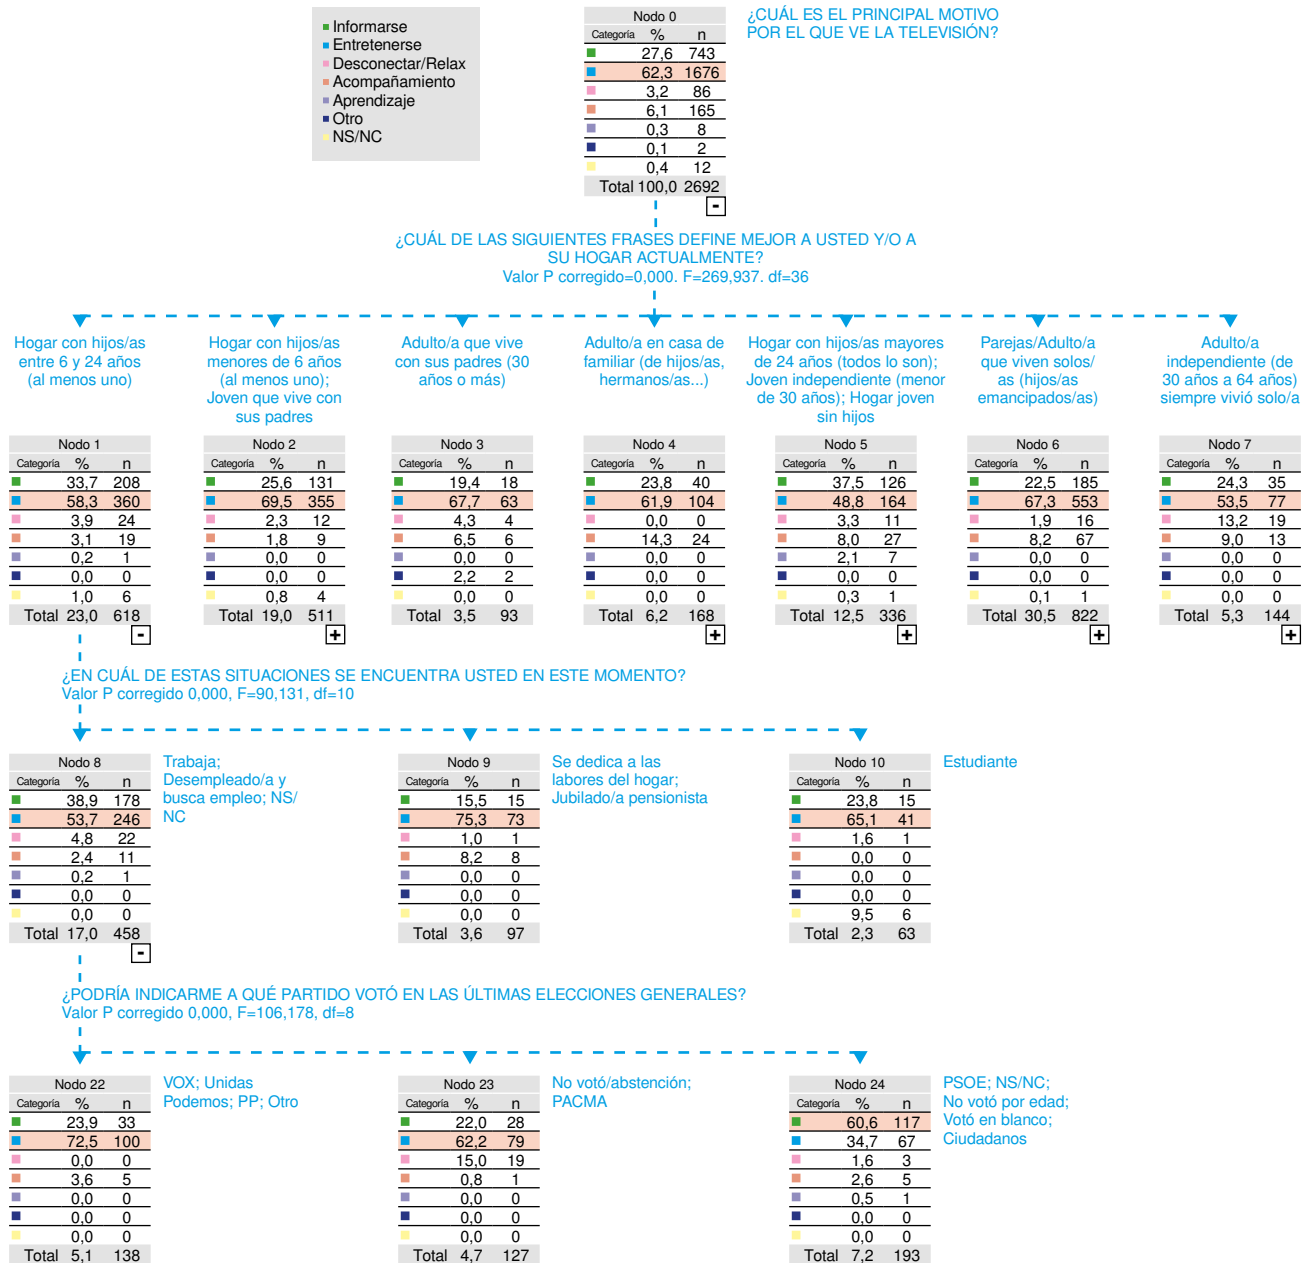 Informarse
Entretenerse
Desconectar/Relax
Acompañamiento
Aprendizaje
Otro
NS/NC
Nodo 0
Categoría % n
27,6 743
62,3 1676
3,2 86
6,1 165
0,3 8
0,1 2
0,4 12
Total 100,0 2692
-
¿CUÁL ES EL PRINCIPAL MOTIVO
POR EL QUE VE LA TELEVISIÓN?
¿CUÁL DE LAS SIGUIENTES FRASES DEFINE MEJOR A USTED Y/O A
SU HOGAR ACTUALMENTE?
Valor P corregido=0,000. F=269,937. df=36
Hogar con hijos/as
entre 6 y 24 años
(al menos uno)
Nodo 1
Categoría % n
33,7 208
58,3 360
3,9 24
3,1 19
0,2 1
0,0 0
1,0 6
Total 23,0 618
-
Hogar con hijos/as
menores de 6 años
(al menos uno);
Joven que vive con
sus padres
Nodo 2
Categoría % n
25,6 131
69,5 355
2,3 12
1,8 9
0,0 0
0,0 0
0,8 4
Total 19,0 511
+
Adulto/a que vive
con sus padres (30
años o más)
Nodo 3
Categoría % n
19,4 18
67,7 63
4,3 4
6,5 6
0,0 0
2,2 2
0,0 0
Total 3,5 93
Adulto/a en casa de
familiar (de hijos/as,
hermanos/as...)
Nodo 4
Categoría % n
23,8 40
61,9 104
0,0 0
14,3 24
0,0 0
0,0 0
0,0 0
Total 6,2 168
+
Hogar con hijos/as mayores
de 24 años (todos lo son);
Joven independiente (menor
de 30 años); Hogar joven
sin hijos
Nodo 5
Categoría % n
37,5 126
48,8 164
3,3 11
8,0 27
2,1 7
0,0 0
0,3 1
Total 12,5 336
+
Parejas/Adulto/a
que viven solos/
as (hijos/as
emancipados/as)
Nodo 6
Categoría % n
22,5 185
67,3 553
1,9 16
8,2 67
0,0 0
0,0 0
0,1 1
Total 30,5 822
+
Adulto/a
independiente (de
30 años a 64 años)
siempre vivió solo/a
Nodo 7
Categoría % n
24,3 35
53,5 77
13,2 19
9,0 13
0,0 0
0,0 0
0,0 0
Total 5,3 144
+
¿EN CUÁL DE ESTAS SITUACIONES SE ENCUENTRA USTED EN ESTE MOMENTO?
Valor P corregido 0,000, F=90,131, df=10
Nodo 8
Categoría % n
38,9 178
53,7 246
4,8 22
2,4 11
0,2 1
0,0 0
0,0 0
Total 17,0 458
-
Trabaja;
Desempleado/a y
busca empleo; NS/
NC
Nodo 9
Categoría % n
15,5 15
75,3 73
1,0 1
8,2 8
0,0 0
0,0 0
0,0 0
Total 3,6 97
Se dedica a las
labores del hogar;
Jubilado/a pensionista
Nodo 10
Categoría % n
23,8 15
65,1 41
1,6 1
0,0 0
0,0 0
0,0 0
9,5 6
Total 2,3 63
Estudiante
¿PODRÍA INDICARME A QUÉ PARTIDO VOTÓ EN LAS ÚLTIMAS ELECCIONES GENERALES?
Valor P corregido 0,000, F=106,178, df=8
Nodo 22
Categoría % n
23,9 33
72,5 100
0,0 0
3,6 5
0,0 0
0,0 0
0,0 0
Total 5,1 138
VOX; Unidas
Podemos; PP; Otro
Nodo 23
Categoría % n
22,0 28
62,2 79
15,0 19
0,8 1
0,0 0
0,0 0
0,0 0
Total 4,7 127
No votó/abstención;
PACMA
Nodo 24
Categoría % n
60,6 117
34,7 67
1,6 3
2,6 5
0,5 1
0,0 0
0,0 0
Total 7,2 193
PSOE; NS/NC;
No votó por edad;
Votó en blanco;
Ciudadanos